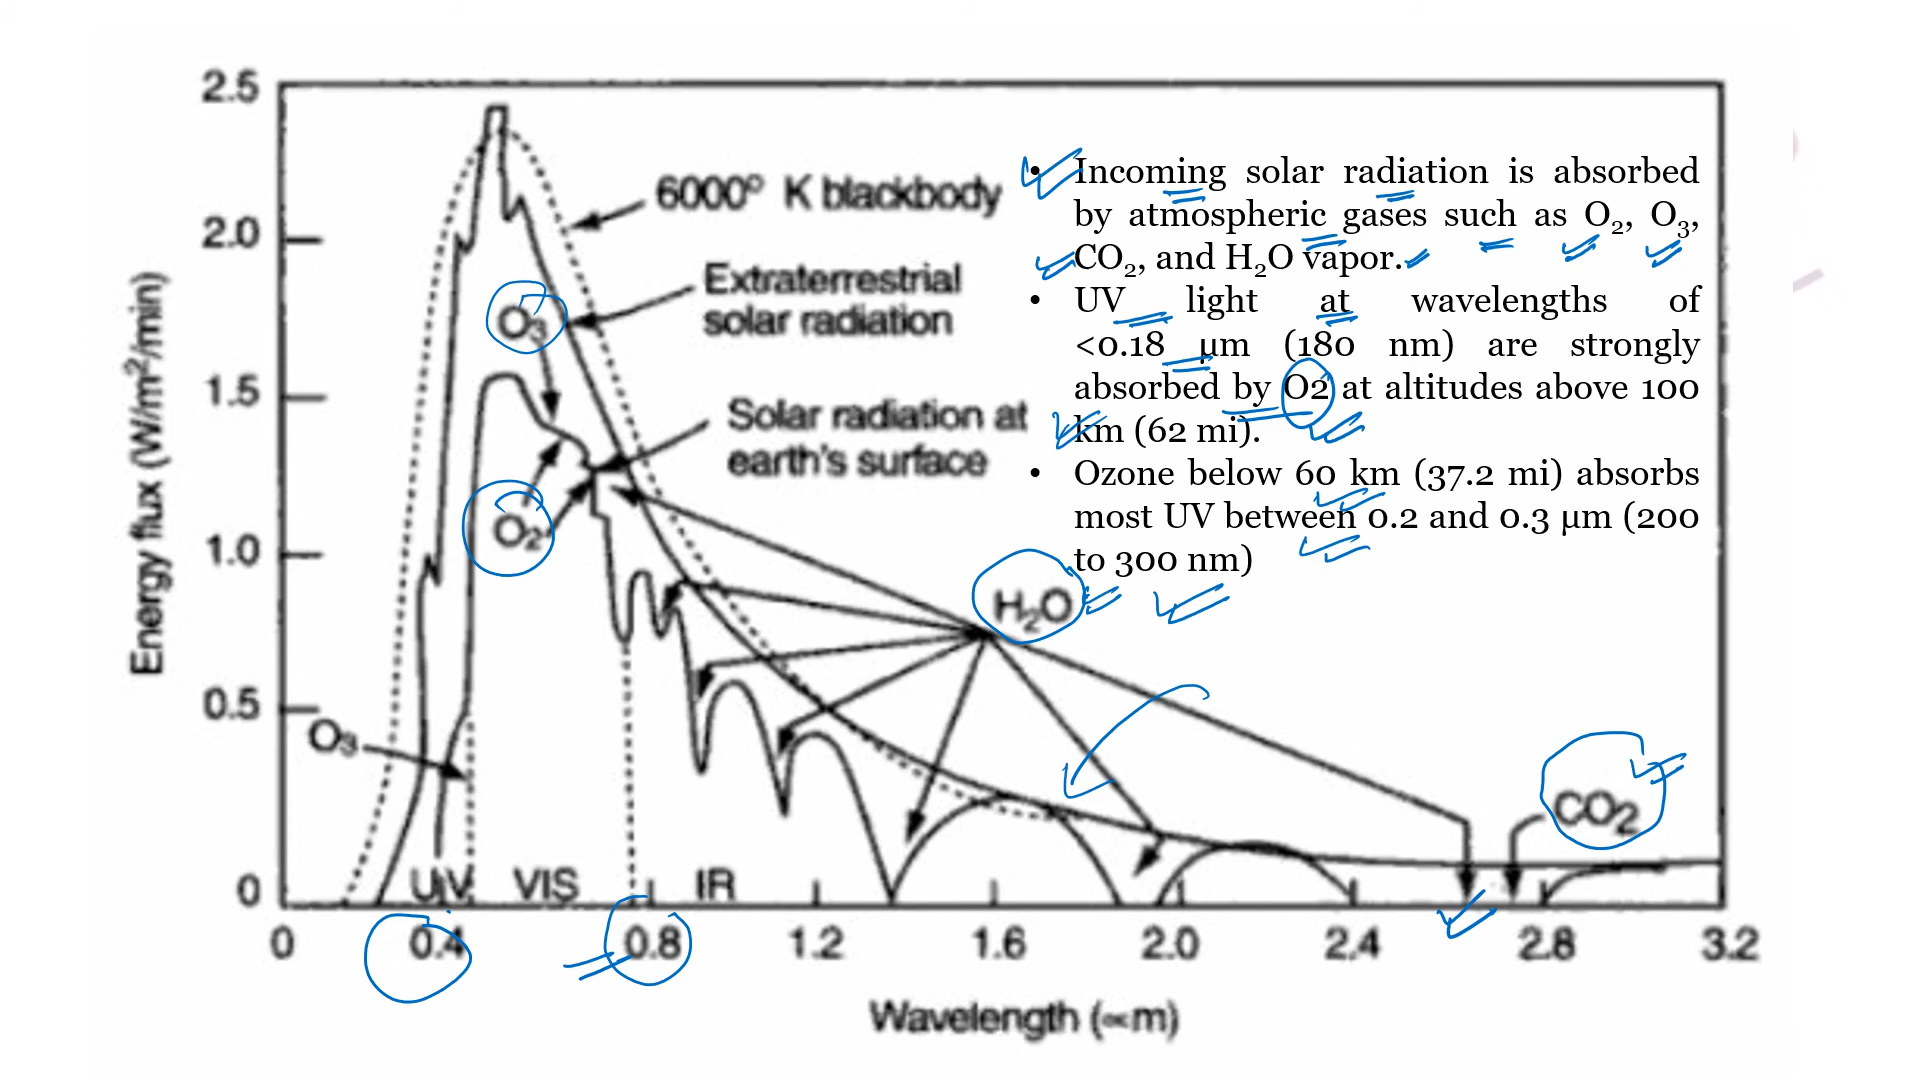 2.5
2.0
1.5
1.0
0.5
0
Energy flux (W/m²/min)
6000° K blackbody
Extraterrestrial
solar radiation
O₃
Solar radiation at
earth's surface
O₂
H₂O
O₃
CO₂
UV VIS IR
0 0.4 0.8 1.2 1.6 2.0 2.4 2.8 3.2
Wavelength (∝m)
• Incoming solar radiation is absorbed
by atmospheric gases such as O₂, O₃,
CO₂, and H₂O vapor.
• UV light at wavelengths of
<0.18 µm (180 nm) are strongly
absorbed by O2 at altitudes above 100
km (62 mi).
• Ozone below 60 km (37.2 mi) absorbs
most UV between 0.2 and 0.3 µm (200
to 300 nm)